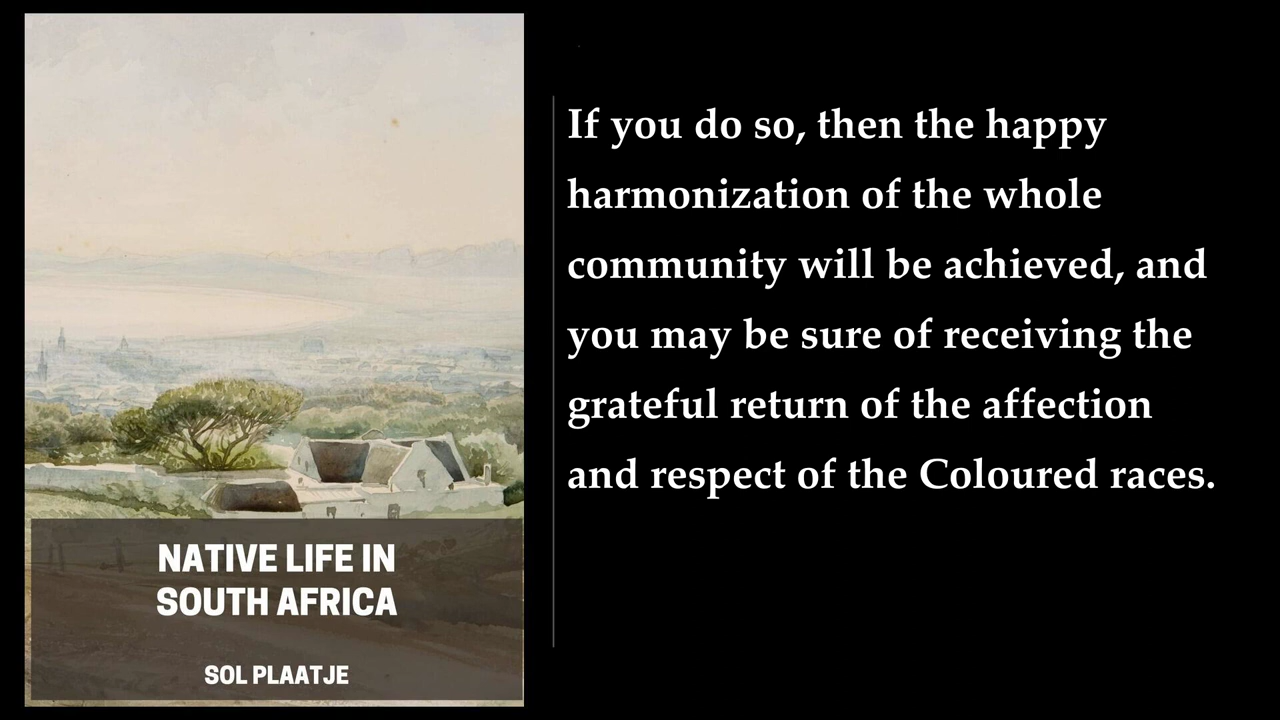 NATIVE LIFE IN
SOUTH AFRICA
SOL PLAATJE
If you do so, then the happy
harmonization of the whole
community will be achieved, and
you may be sure of receiving the
grateful return of the affection
and respect of the Coloured races.